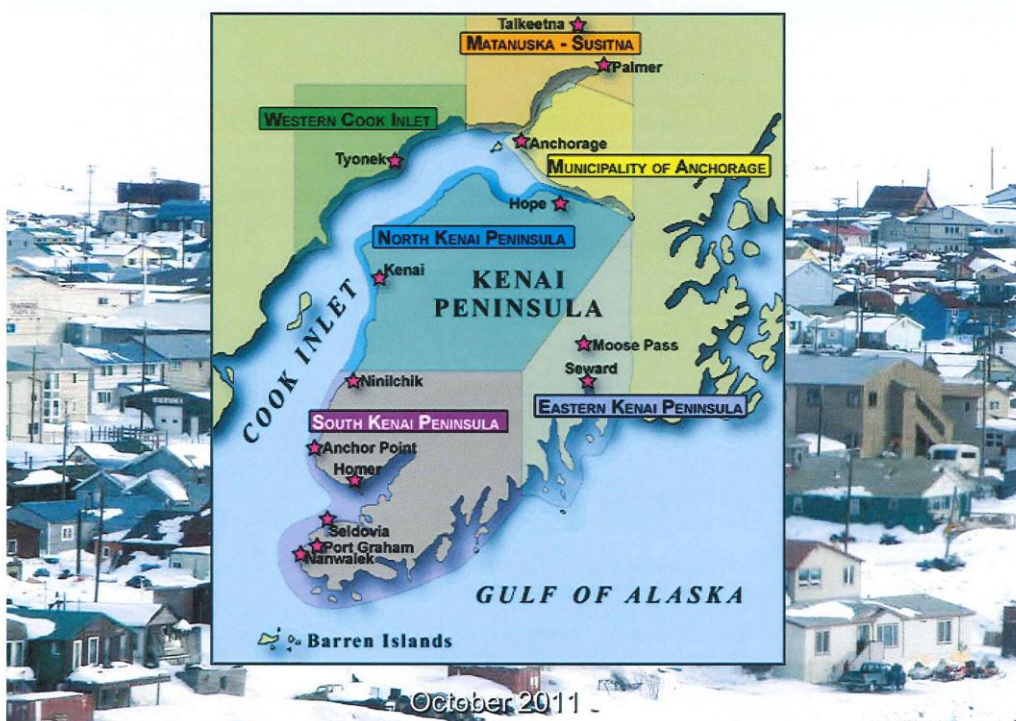 Talkeetna
MATANUSKA - SUSITNA
Palmer
WESTERN COOK INLET
Anchorage
Tyonek
MUNICIPALITY OF ANCHORAGE
Hope
NORTH KENAI PENINSULA
Kenai
KENAI
PENINSULA
COOK INLET
Moose Pass
Seward
Ninilchik
EASTERN KENAI PENINSULA
SOUTH KENAI PENINSULA
Anchor Point
Homer
Seldovia
Port Graham
Nanwalek
GULF OF ALASKA
Barren Islands
October 2011